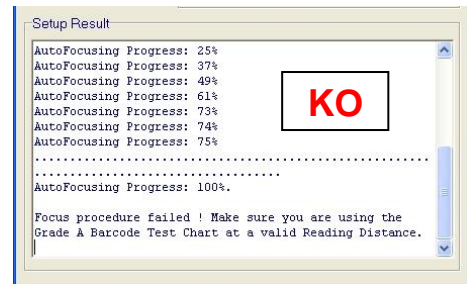 Setup Result
AutoFocusing Progress: 25%
AutoFocusing Progress: 37%
AutoFocusing Progress: 49%
AutoFocusing Progress: 61%
AutoFocusing Progress: 73%
AutoFocusing Progress: 74%
AutoFocusing Progress: 75%
KO
.......................................................
..................................
AutoFocusing Progress: 100%.
Focus procedure failed ! Make sure you are using the
Grade A Barcode Test Chart at a valid Reading Distance.